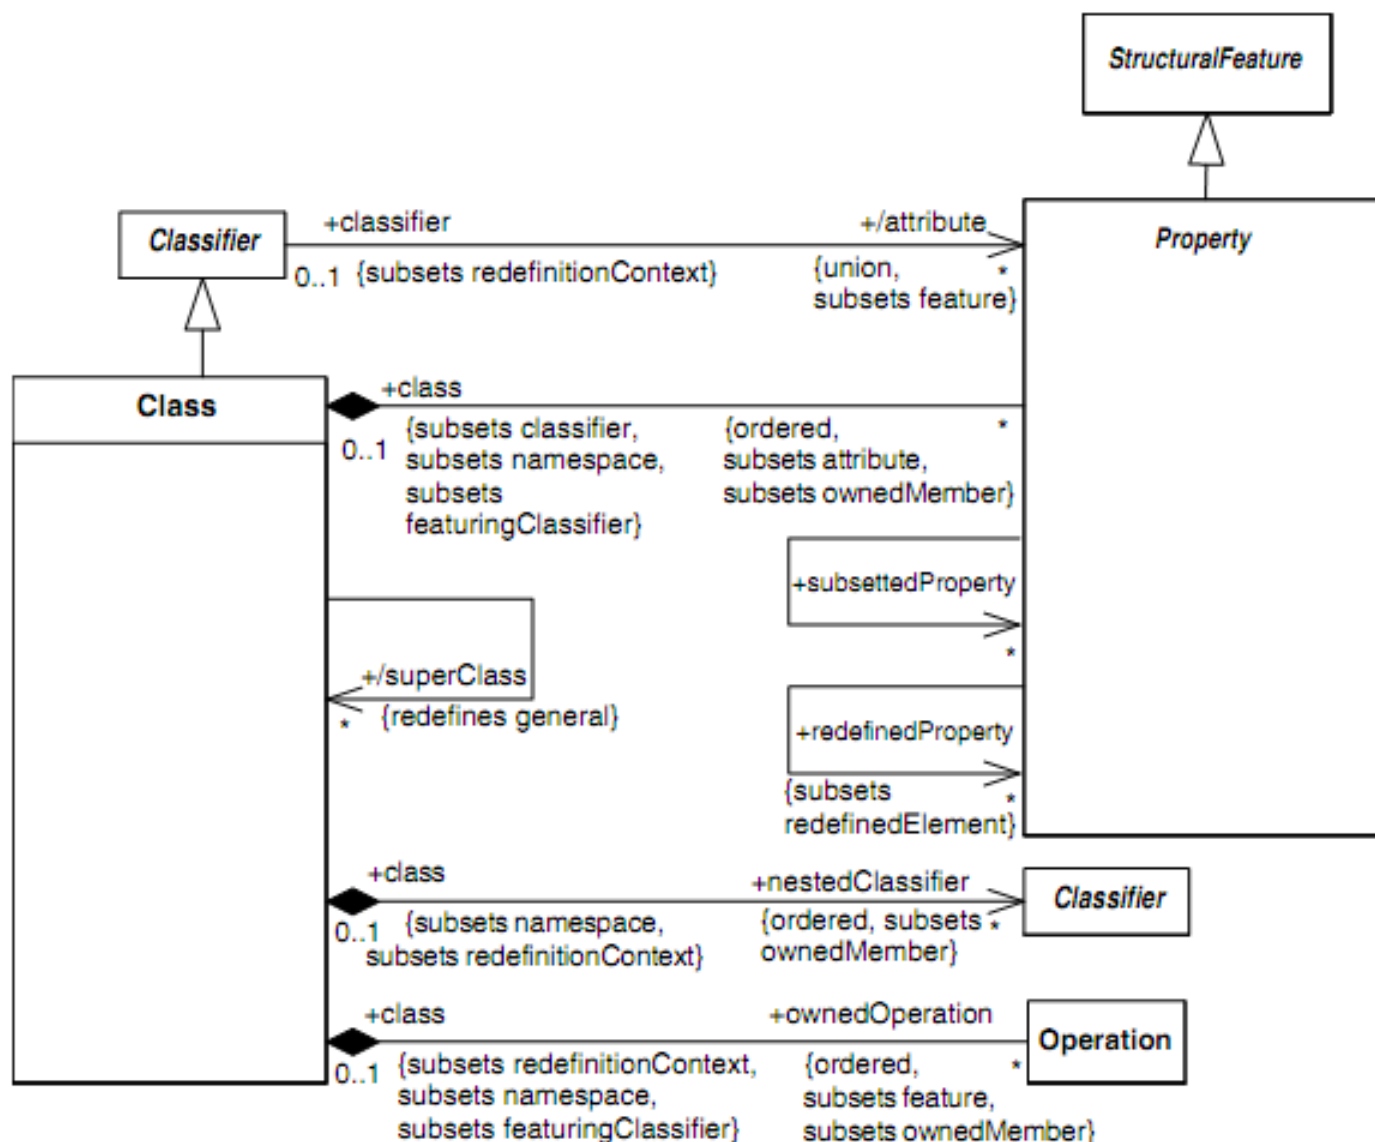 StructuralFeature
Classifier
+classifier
+/attribute
Property
0..1
{subsets redefinitionContext}
{union,
subsets feature}
*
Class
+class
0..1
{subsets classifier,
subsets namespace,
subsets
featuringClassifier}
{ordered,
subsets attribute,
subsets ownedMember}
*
+subsettedProperty
*
+/superClass
*
{redefines general}
+redefinedProperty
{subsets
redefinedElement}
*
+class
+nestedClassifier
Classifier
0..1
{subsets namespace,
subsets redefinitionContext}
{ordered, subsets
ownedMember}
*
+class
+ownedOperation
Operation
0..1
{subsets redefinitionContext,
subsets namespace,
subsets featuringClassifier}
{ordered,
subsets feature,
subsets ownedMember}
*